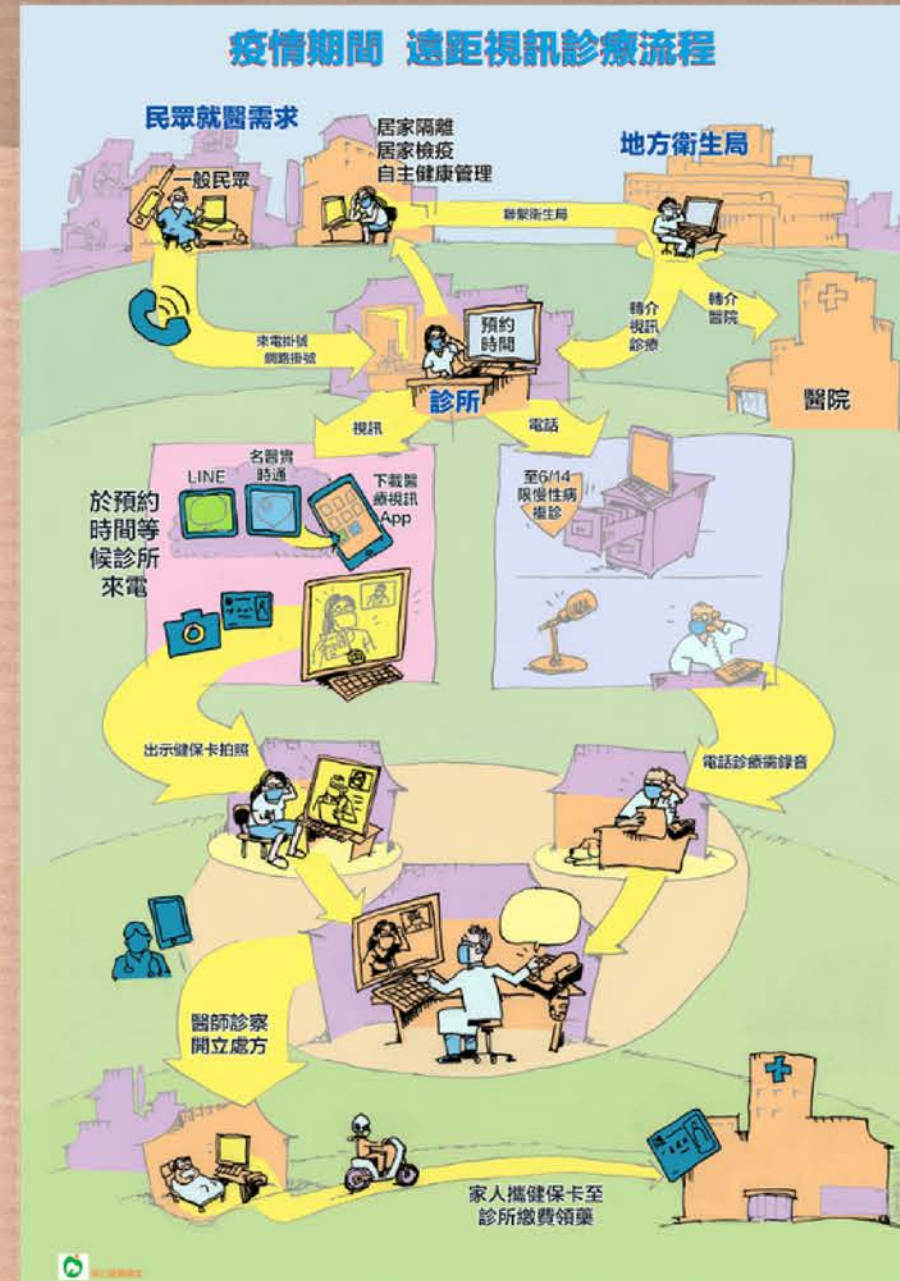 疫情期間 遠距視訊診療流程
民眾就醫需求
一般民眾
居家隔離
居家檢疫
自主健康管理
地方衛生局
聯繫衛生局
轉介
視訊
診療
轉介
醫院
來電掛號
網路掛號
預約
時間
診所
醫院
視訊
電話
於預約
時間等
候診所
來電
LINE
名醫實
時通
下載醫
療視訊
App
至6/14
限慢性病
複診
出示健保卡拍照
電話診療需錄音
醫師診察
開立處方
家人攜健保卡至
診所繳費領藥